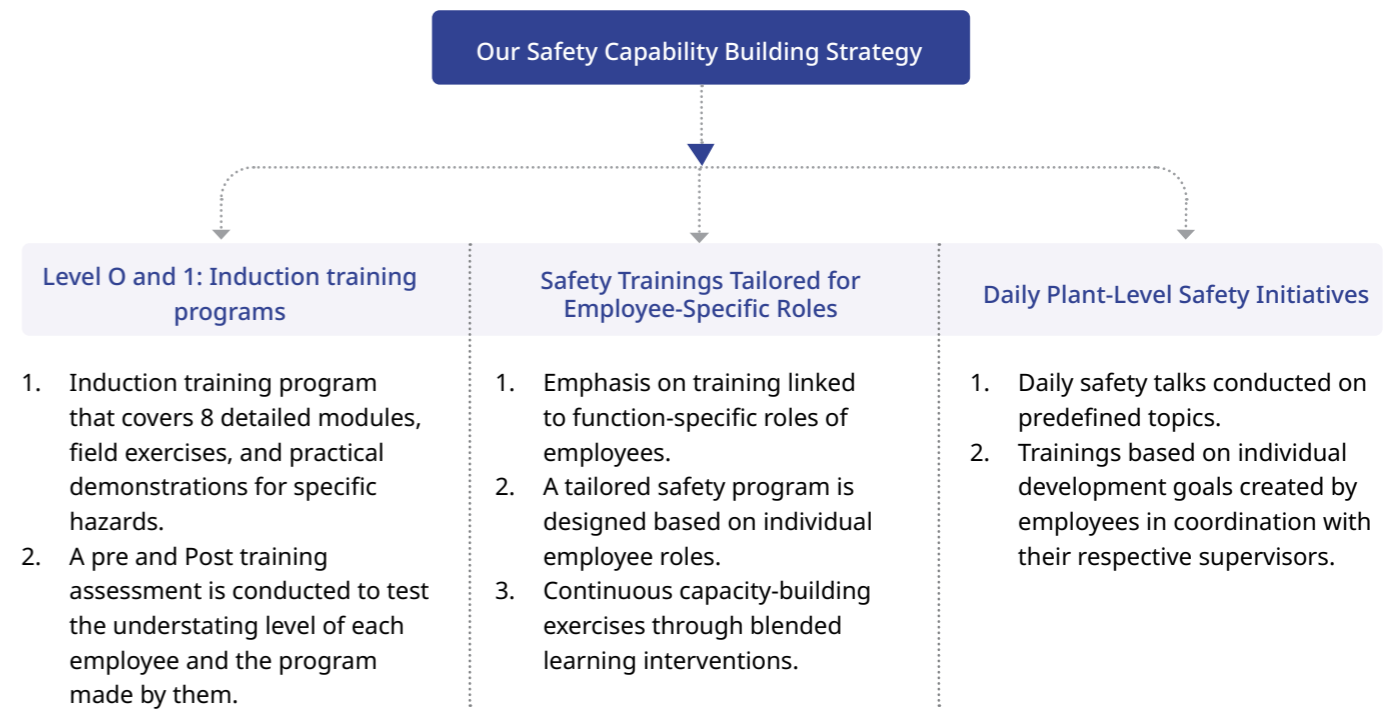 Our Safety Capability Building Strategy
Level O and 1: Induction training
programs
1. Induction training program
that covers 8 detailed modules,
field exercises, and practical
demonstrations for specific
hazards.
2. A pre and Post training
assessment is conducted to test
the understating level of each
employee and the program
made by them.
Safety Trainings Tailored for
Employee-Specific Roles
1. Emphasis on training linked
to function-specific roles of
employees.
2. A tailored safety program is
designed based on individual
employee roles.
3. Continuous capacity-building
exercises through blended
learning interventions.
Daily Plant-Level Safety Initiatives
1. Daily safety talks conducted on
predefined topics.
2. Trainings based on individual
development goals created by
employees in coordination with
their respective supervisors.